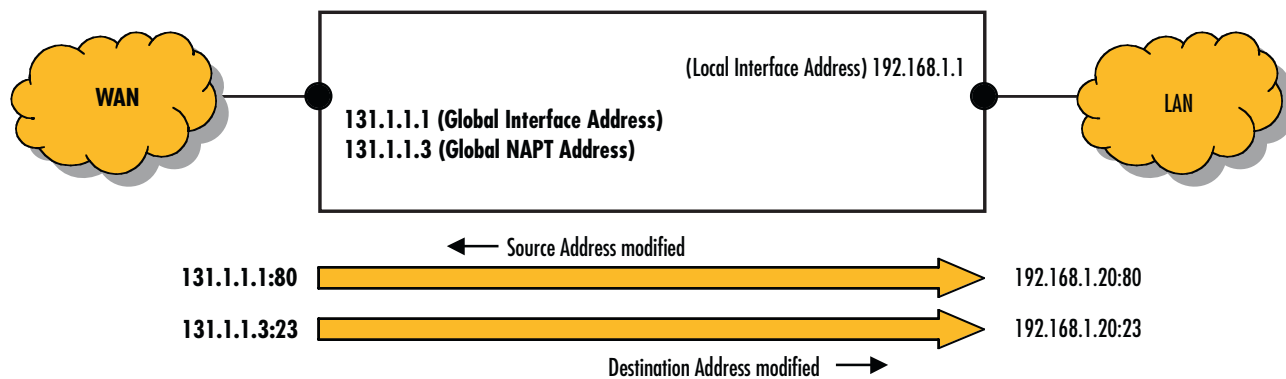 WAN
(Local Interface Address) 192.168.1.1
LAN
131.1.1.1 (Global Interface Address)
131.1.1.3 (Global NAPT Address)
Source Address modified
131.1.1.1:80
192.168.1.20:80
131.1.1.3:23
192.168.1.20:23
Destination Address modified